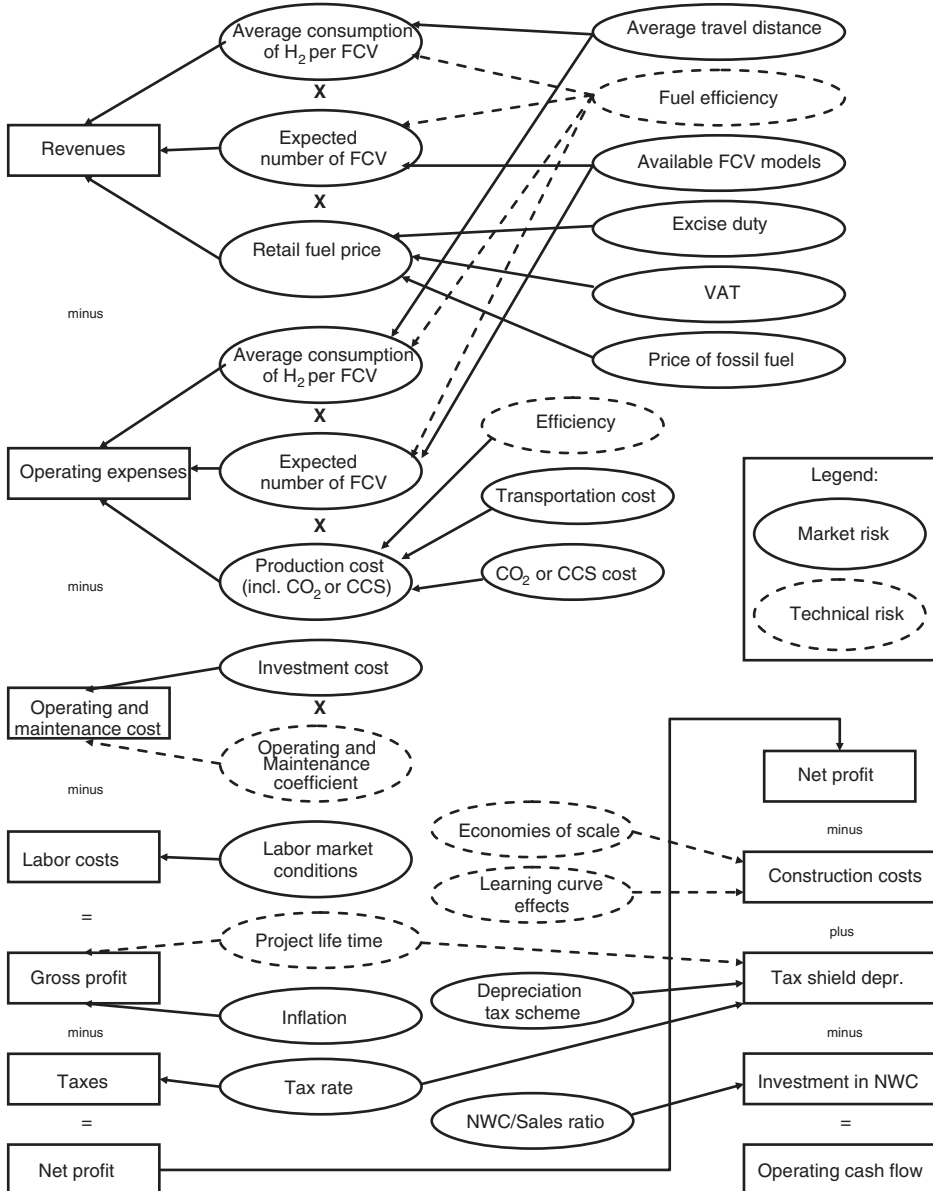 Average consumption
of H2 per FCV
Average travel distance
X
Fuel efficiency
Revenues
Expected
number of FCV
Available FCV models
X
Excise duty
Retail fuel price
VAT
minus
Average consumption
of H2 per FCV
Price of fossil fuel
X
Efficiency
Operating expenses
Expected
number of FCV
Transportation cost
X
Production cost
(incl. CO2 or CCS)
CO2 or CCS cost
minus
Legend:
Market risk
Technical risk
Investment cost
X
Operating and
maintenance cost
Operating and
Maintenance
coefficient
minus
Net profit
minus
Economies of scale
Labor costs
Labor market
conditions
Learning curve
effects
Construction costs
=
plus
Project life time
Gross profit
Tax shield depr.
Depreciation
tax scheme
Inflation
minus
minus
Taxes
Tax rate
Investment in NWC
NWC/Sales ratio
=
=
Net profit
Operating cash flow